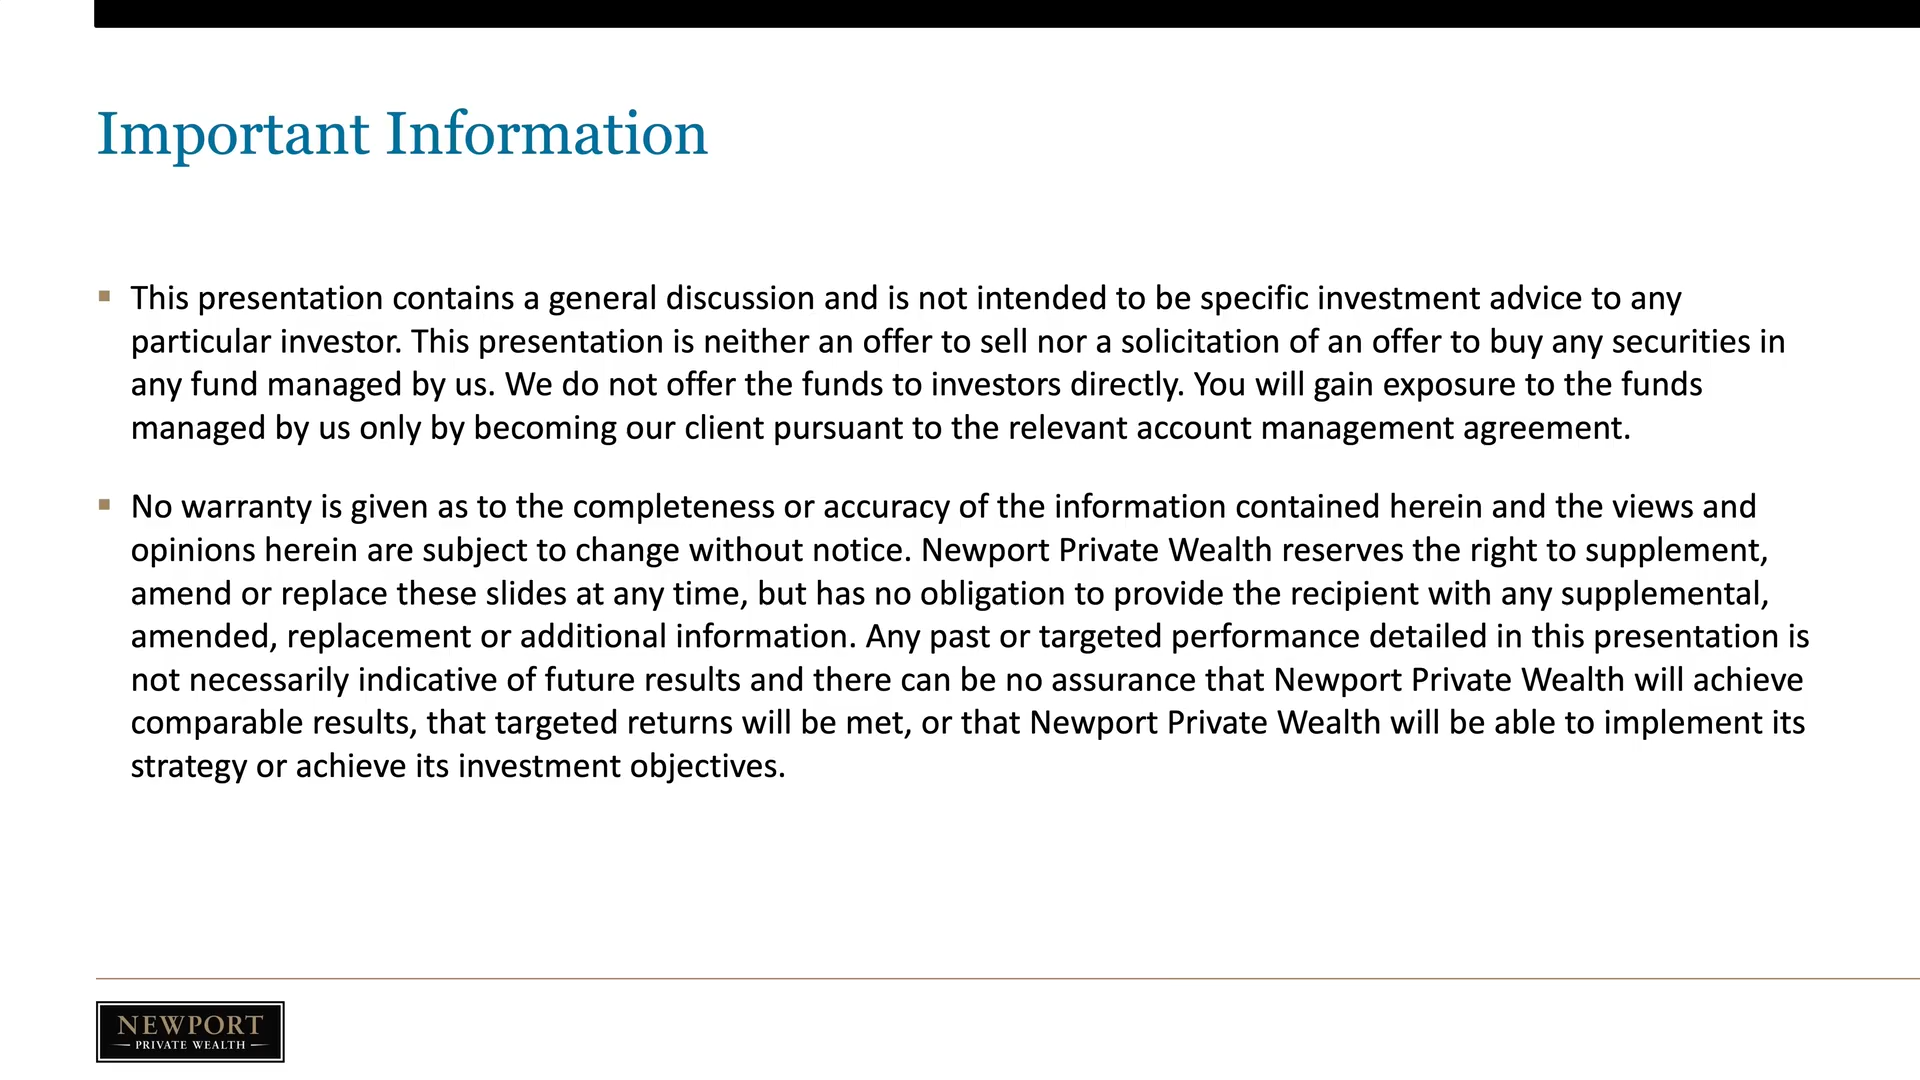 Important Information
This presentation contains a general discussion and is not intended to be specific investment advice to any
particular investor. This presentation is neither an offer to sell nor a solicitation of an offer to buy any securities in
any fund managed by us. We do not offer the funds to investors directly. You will gain exposure to the funds
managed by us only by becoming our client pursuant to the relevant account management agreement.
No warranty is given as to the completeness or accuracy of the information contained herein and the views and
opinions herein are subject to change without notice. Newport Private Wealth reserves the right to supplement,
amend or replace these slides at any time, but has no obligation to provide the recipient with any supplemental,
amended, replacement or additional information. Any past or targeted performance detailed in this presentation is
not necessarily indicative of future results and there can be no assurance that Newport Private Wealth will achieve
comparable results, that targeted returns will be met, or that Newport Private Wealth will be able to implement its
strategy or achieve its investment objectives.
NEWPORT
PRIVATE WEALTH